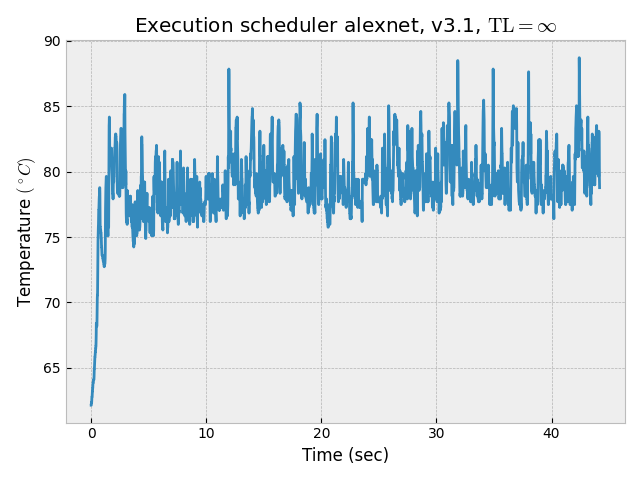 Execution scheduler alexnet, v3.1, TL = ∞
90
85
80
75
70
65
Temperature (°C)
0 10 20 30 40
Time (sec)